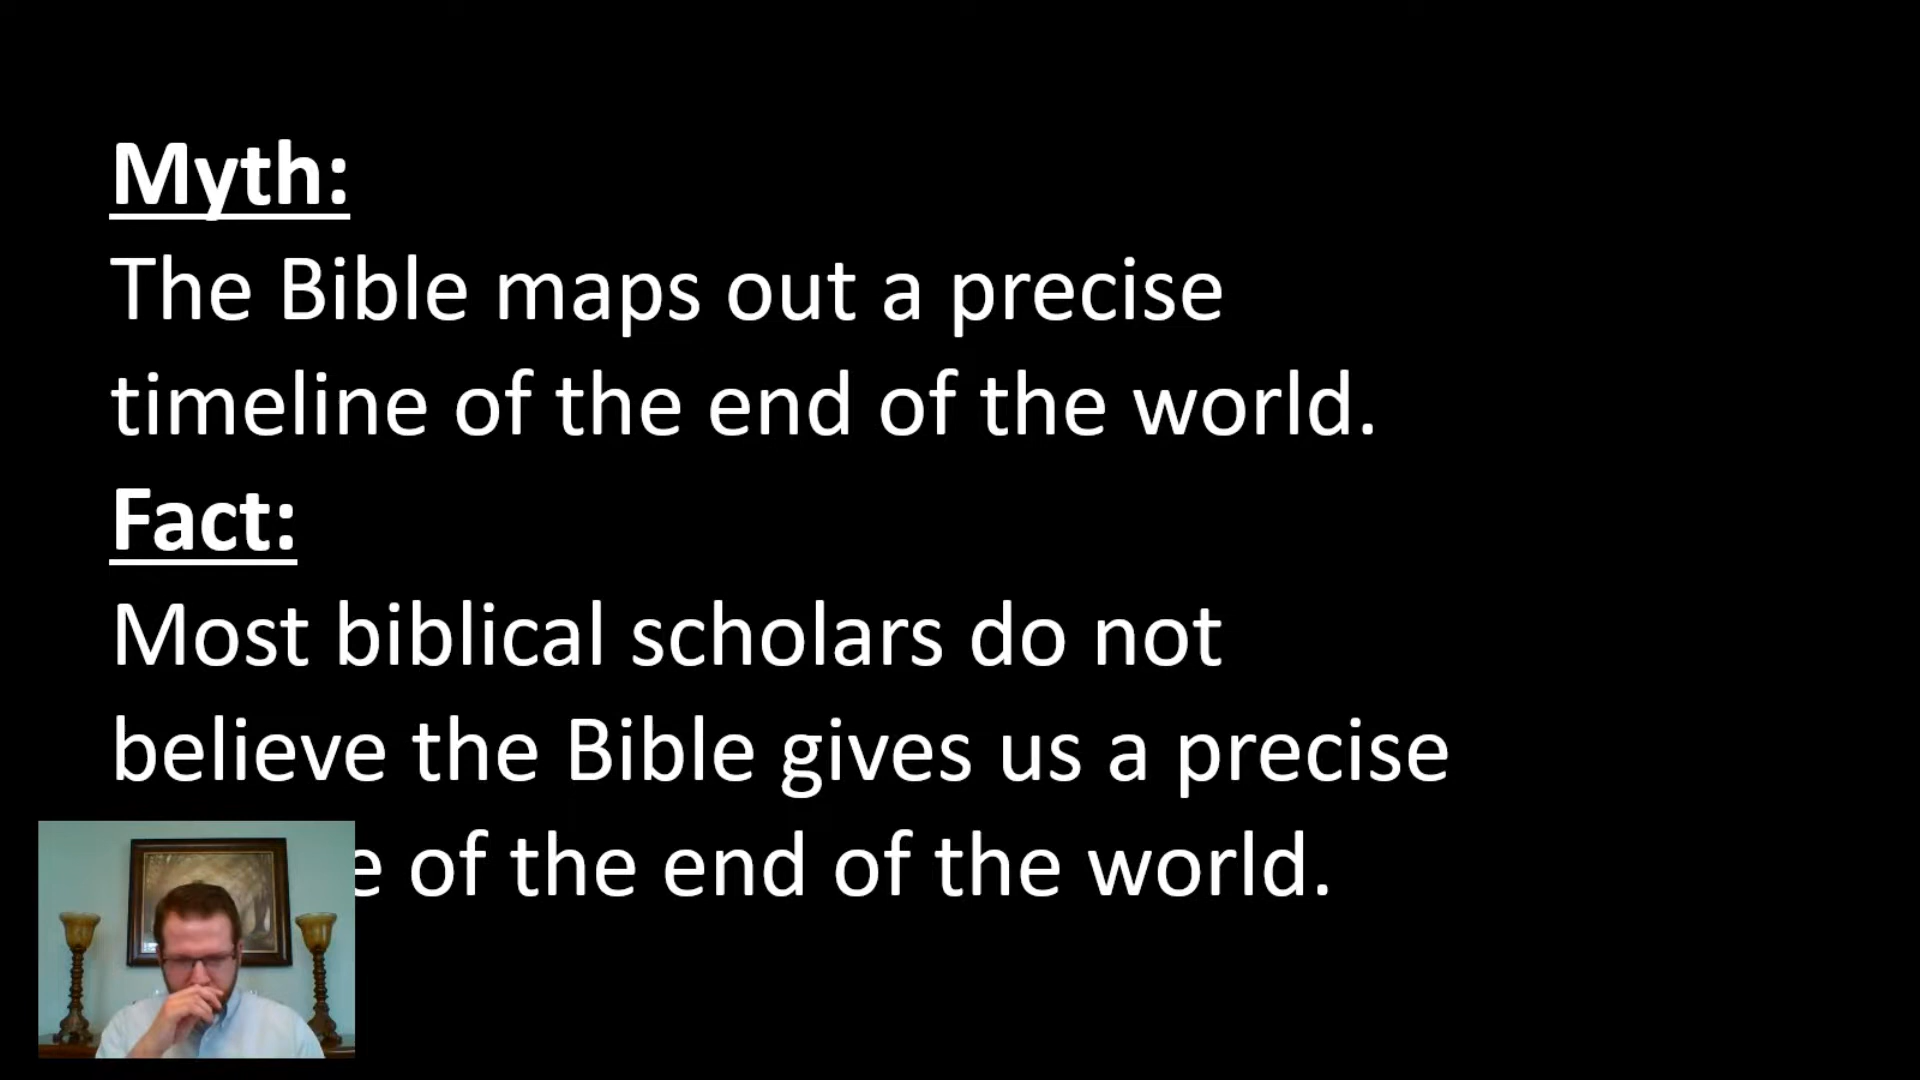 Myth:
The Bible maps out a precise
timeline of the end of the world.
Fact:
Most biblical scholars do not
believe the Bible gives us a precise
of the end of the world.